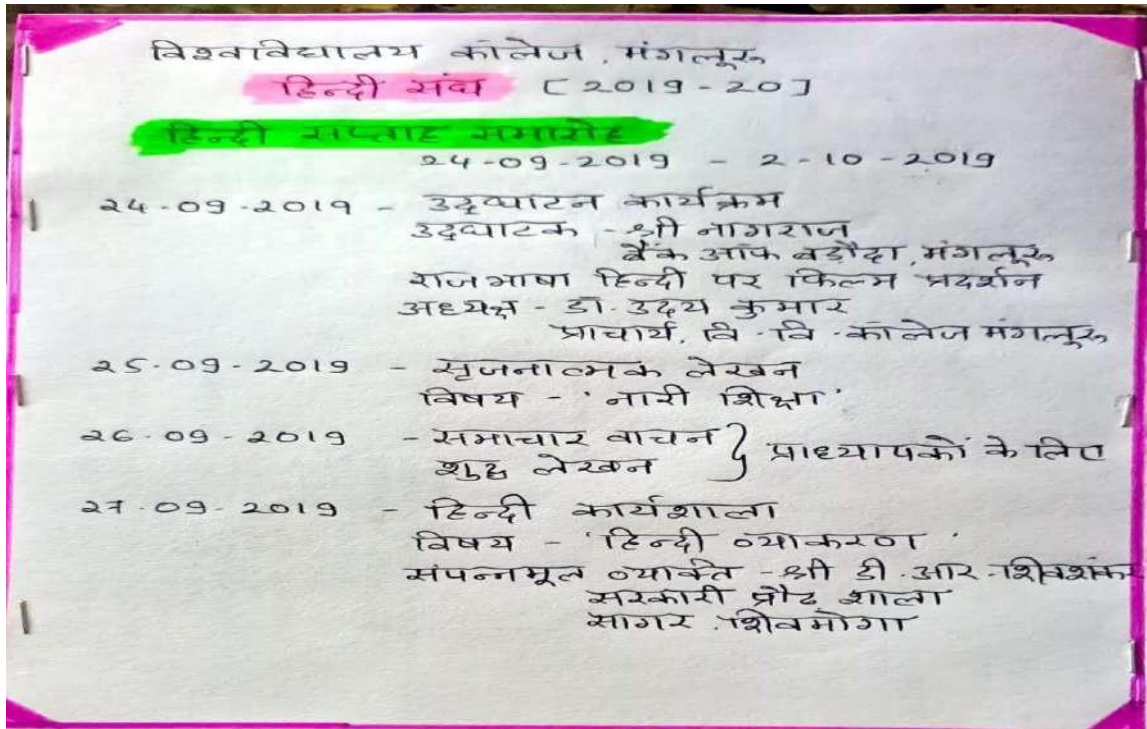 विश्वविद्यालय कॉलेज, मंगलूरु
हिन्दी संघ [2019-20]
हिन्दी सप्ताह समारोह
24-09-2019 - 2-10-2019
24-09-2019 - उद्घाटन कार्यक्रम
उद्घाटक - श्री नागराज
बैंक ऑफ बड़ौदा, मंगलूरु
राजभाषा हिन्दी पर फिल्म प्रदर्शन
अध्यक्ष - डॉ. उदय कुमार
प्राचार्य, वि.वि.कॉलेज मंगलूरु
25.09-2019 - सृजनात्मक लेखन
विषय - 'नारी शिक्षा'
26.09-2019 - समाचार वाचन } प्राध्यापकों के लिए
शुद्ध लेखन
27.09.2019 - हिन्दी कार्यशाला
विषय - 'हिन्दी व्याकरण'
संपन्नमूल व्यक्ति - श्री डी.आर.शिवशंकर
सरकारी प्रौढ शाला
सागर, शिवमोगा